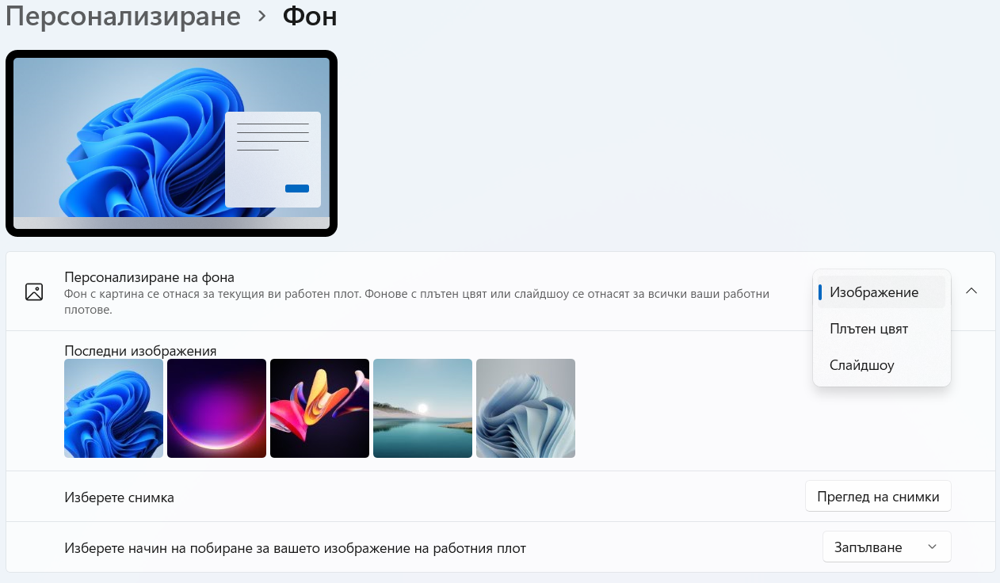 Персонализиране > Фон
Персонализиране на фона
Фон с картина се отнася за текущия ви работен плот. Фонове с плътен цвят или слайдшоу се отнасят за всички ваши работни
плотове.
Изображение
Плътен цвят
Слайдшоу
Последни изображения
Изберете снимка
Преглед на снимки
Изберете начин на побиране за вашето изображение на работния плот
Запълване